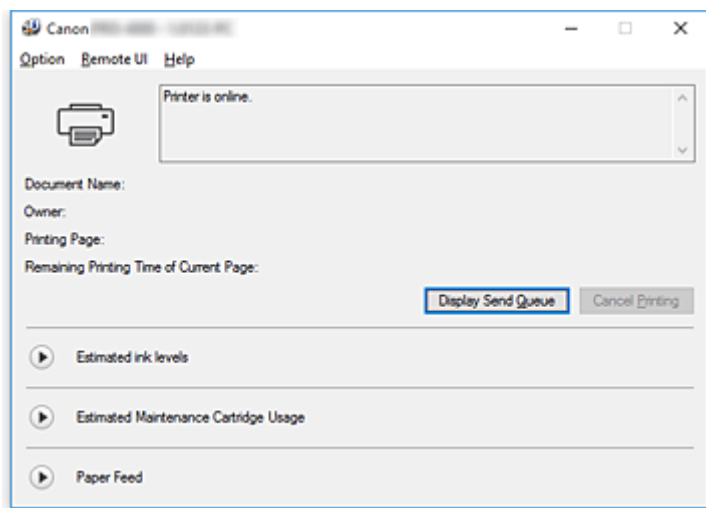 Canon
Option Remote UI Help
Printer is online.
Document Name:
Owner:
Printing Page:
Remaining Printing Time of Current Page:
Display Send Queue Cancel Printing
Estimated ink levels
Estimated Maintenance Cartridge Usage
Paper Feed